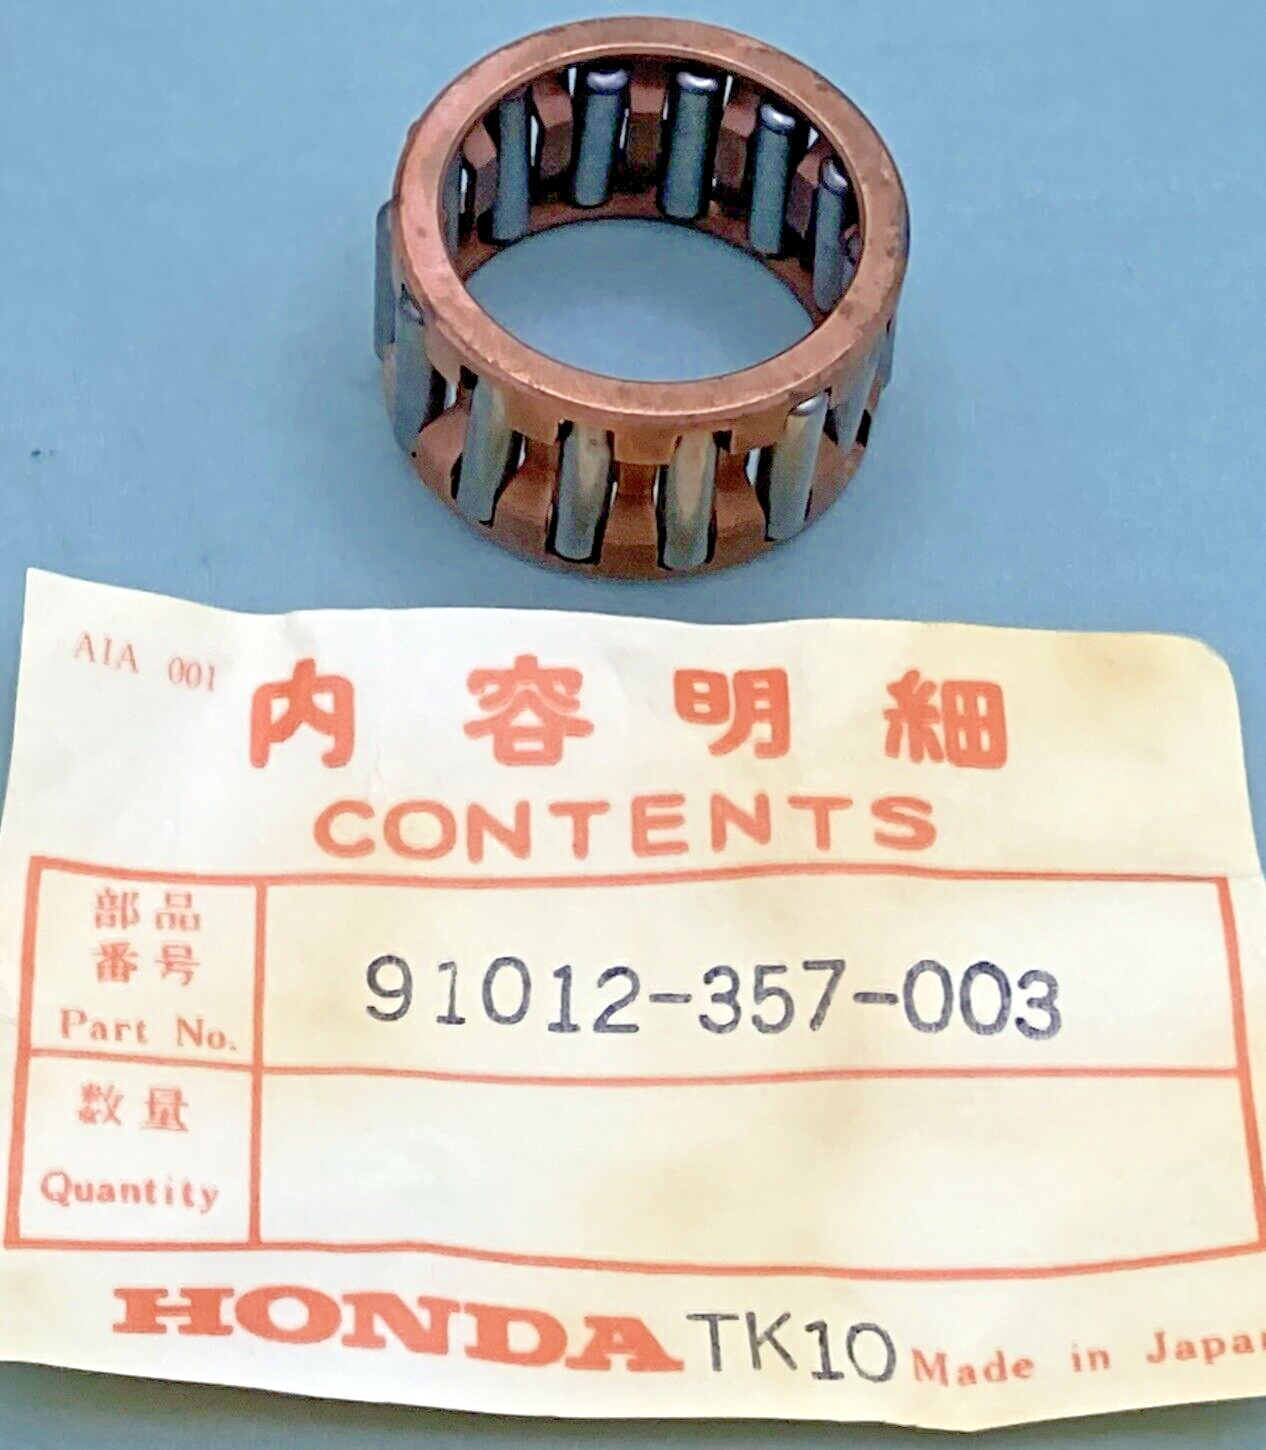 AIA 001
内容明細
CONTENTS
部品
番号
Part No.
91012-357-003
数量
Quantity
HONDA TK10 Made in Japan